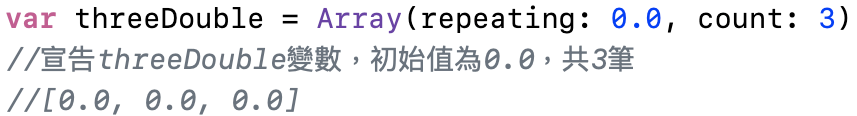 var threeDouble = Array(repeating: 0.0, count: 3)
//宣告threeDouble變數，初始值為0.0，共3筆
//[0.0, 0.0, 0.0]